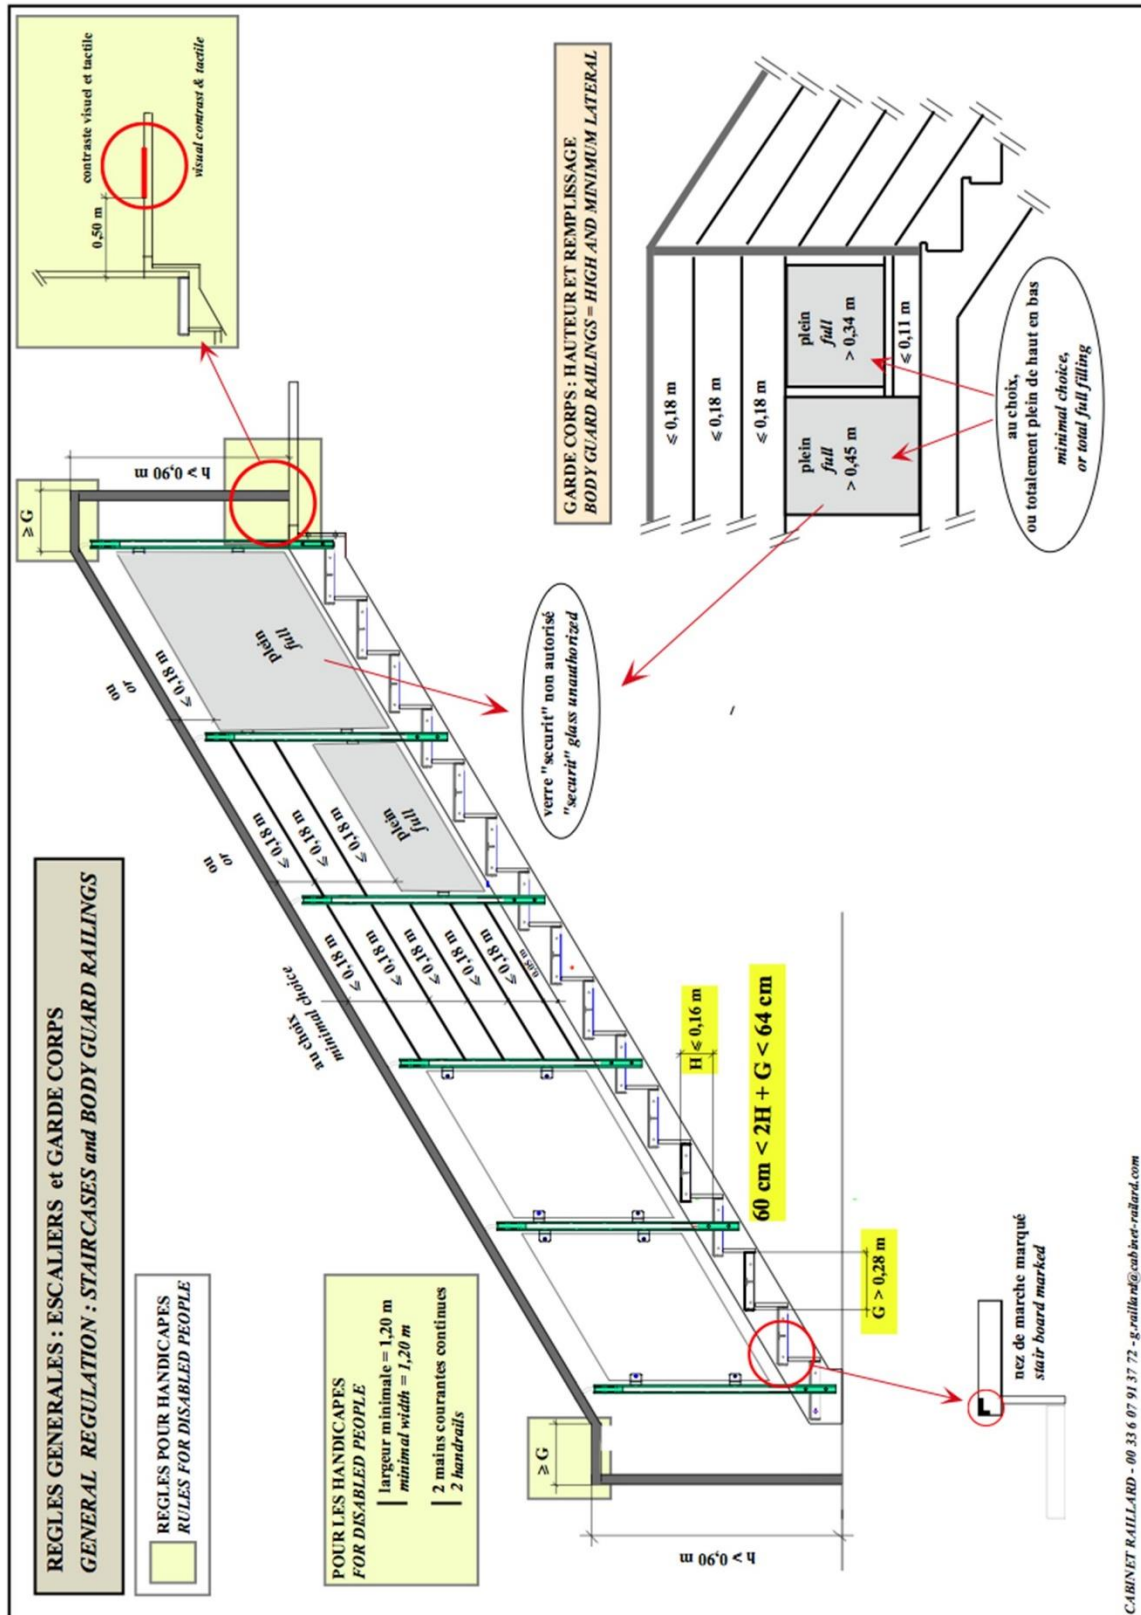 REGLES GENERALES : ESCALIERS et GARDE CORPS
GENERAL REGULATION : STAIRCASES and BODY GUARD RAILINGS
REGLES POUR HANDICAPES
RULES FOR DISABLED PEOPLE
POUR LES HANDICAPES
FOR DISABLED PEOPLE
largeur minimale = 1,20 m
minimal width = 1,20 m
2 mains courantes continues
2 handrails
h ⩾ 0,90 m
⩾ G
au choix
minimal choice
⩽ 0,18 m
⩽ 0,18 m
⩽ 0,18 m
⩽ 0,18 m
⩽ 0,18 m
0.05 m
ou
or
⩽ 0,18 m
⩽ 0,18 m
⩽ 0,18 m
plein
full
ou
or
⩽ 0,18 m
plein
full
⩾ G
h ⩾ 0,90 m
contraste visuel et tactile
0,50 m
visual contrast & tactile
verre "securit" non autorisé
"securit" glass unauthorized
H ⩽ 0,16 m
60 cm < 2H + G < 64 cm
G > 0,28 m
nez de marche marqué
stair board marked
GARDE CORPS : HAUTEUR ET REMPLISSAGE
BODY GUARD RAILINGS = HIGH AND MINIMUM LATERAL
⩽ 0,18 m
⩽ 0,18 m
⩽ 0,18 m
plein
full
> 0,45 m
plein
full
> 0,34 m
⩽ 0,11 m
au choix,
ou totalement plein de haut en bas
minimal choice,
or total full filling
CABINET RAILLARD - 00 33 6 07 91 37 72 - g.raillard@cabinet-railard.com